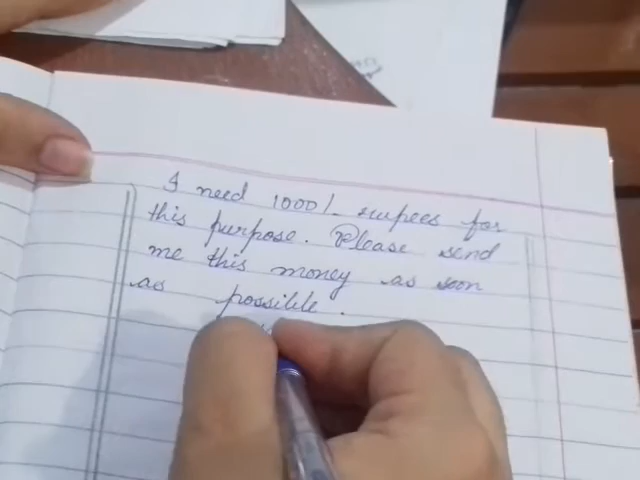 I need 1000/- rupees for
this purpose. Please send
me this money as soon
as possible.